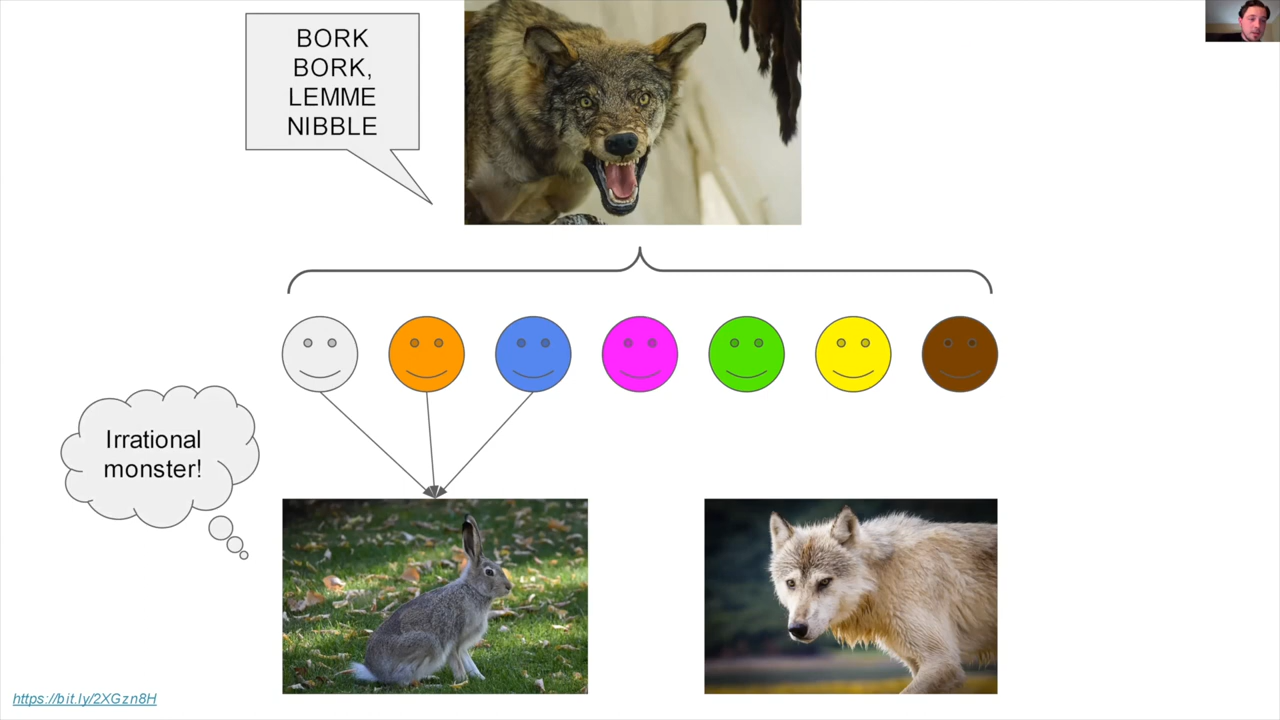 BORK
BORK,
LEMME
NIBBLE
Irrational
monster!
https://bit.ly/2XGzn8H